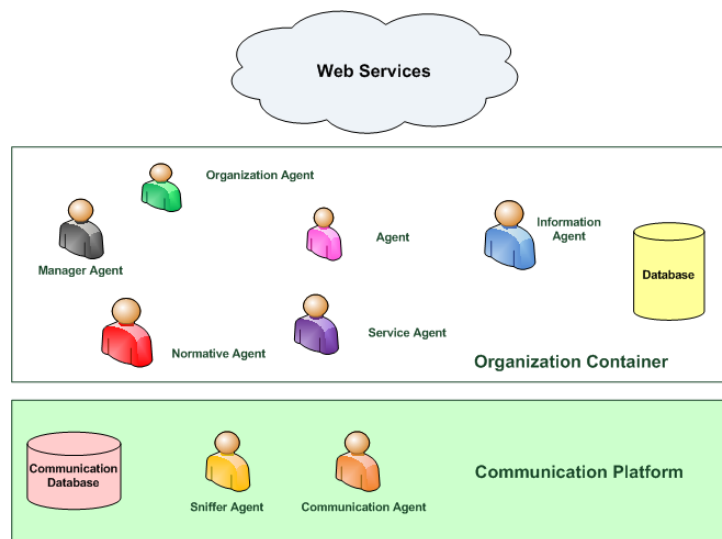 Web Services
Organization Agent
Manager Agent
Agent
Information
Agent
Database
Normative Agent
Service Agent
Organization Container
Communication
Database
Sniffer Agent
Communication Agent
Communication Platform